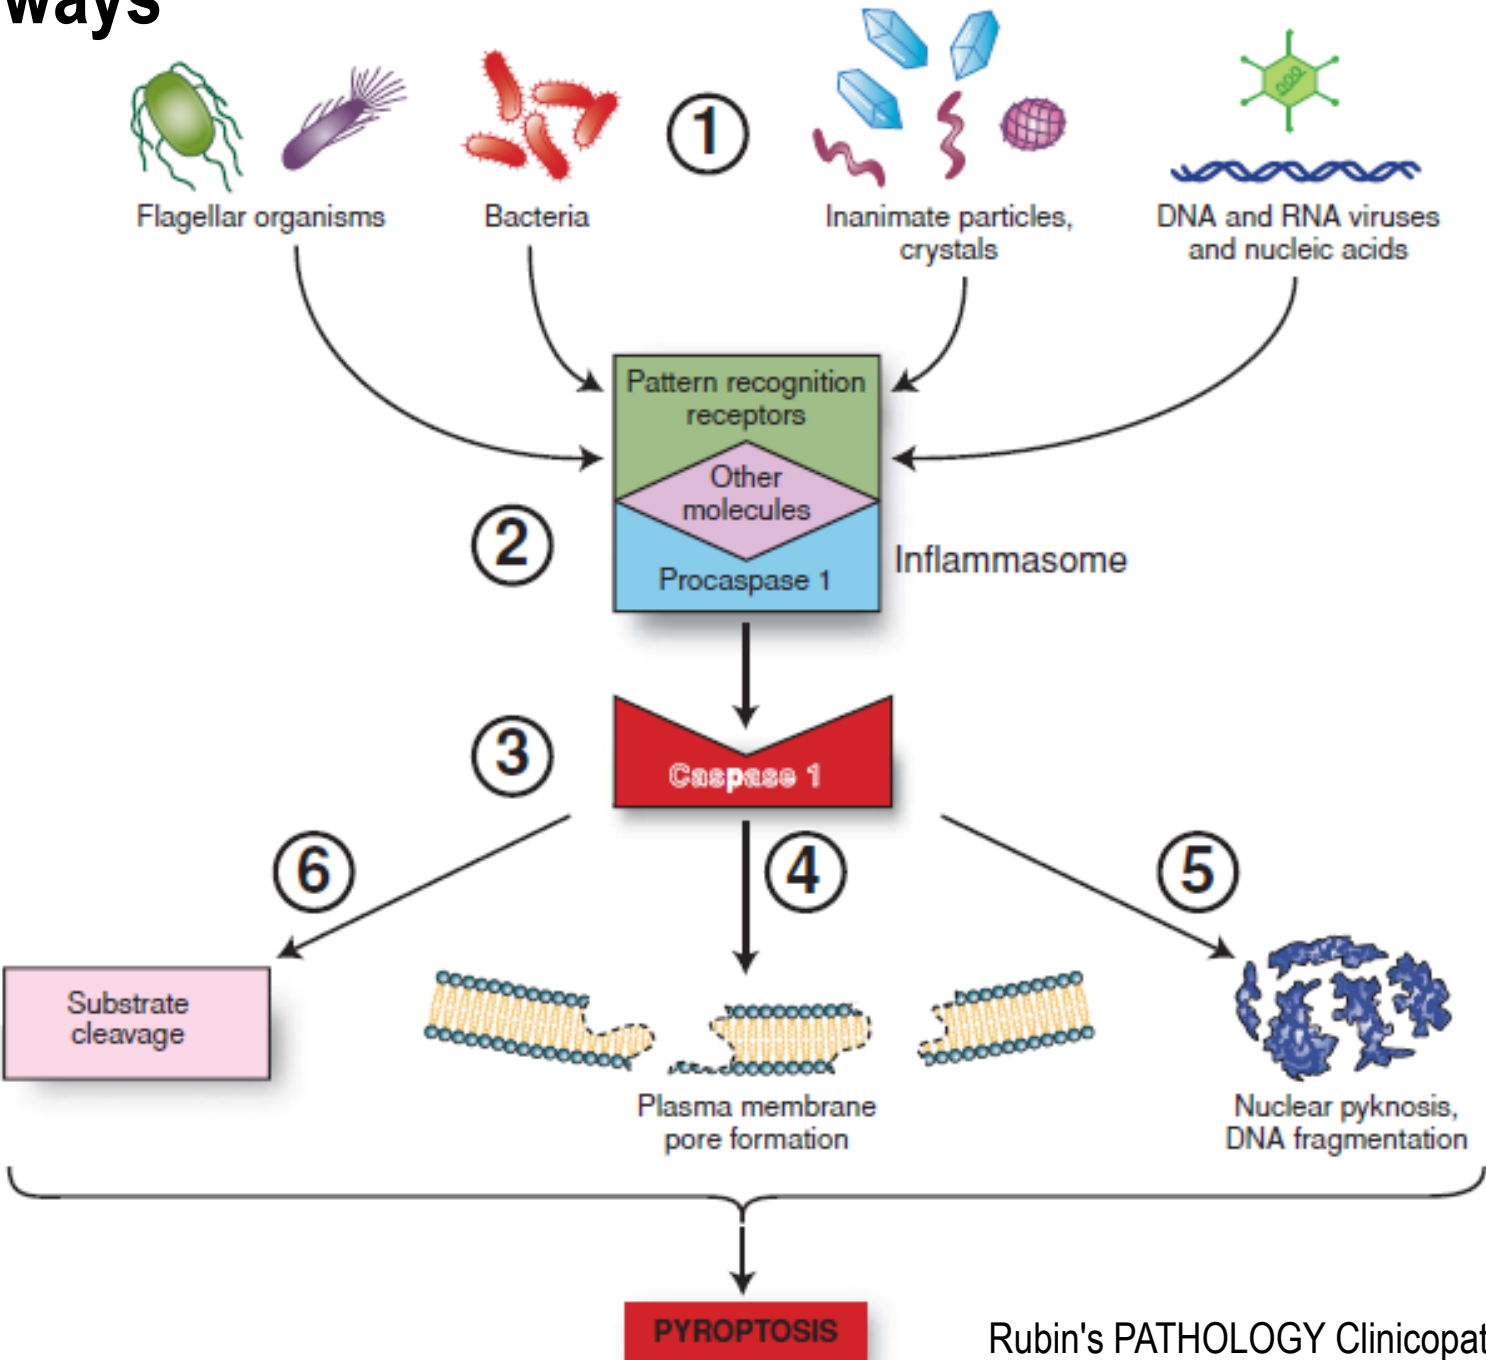 ways
1
Flagellar organisms
Bacteria
Inanimate particles,
crystals
DNA and RNA viruses
and nucleic acids
Pattern recognition
receptors
Other
molecules
2
Procaspase 1
Inflammasome
3
Caspase 1
6
4
5
Substrate
cleavage
Plasma membrane
pore formation
Nuclear pyknosis,
DNA fragmentation
PYROPTOSIS
Rubin's PATHOLOGY Clinicopat